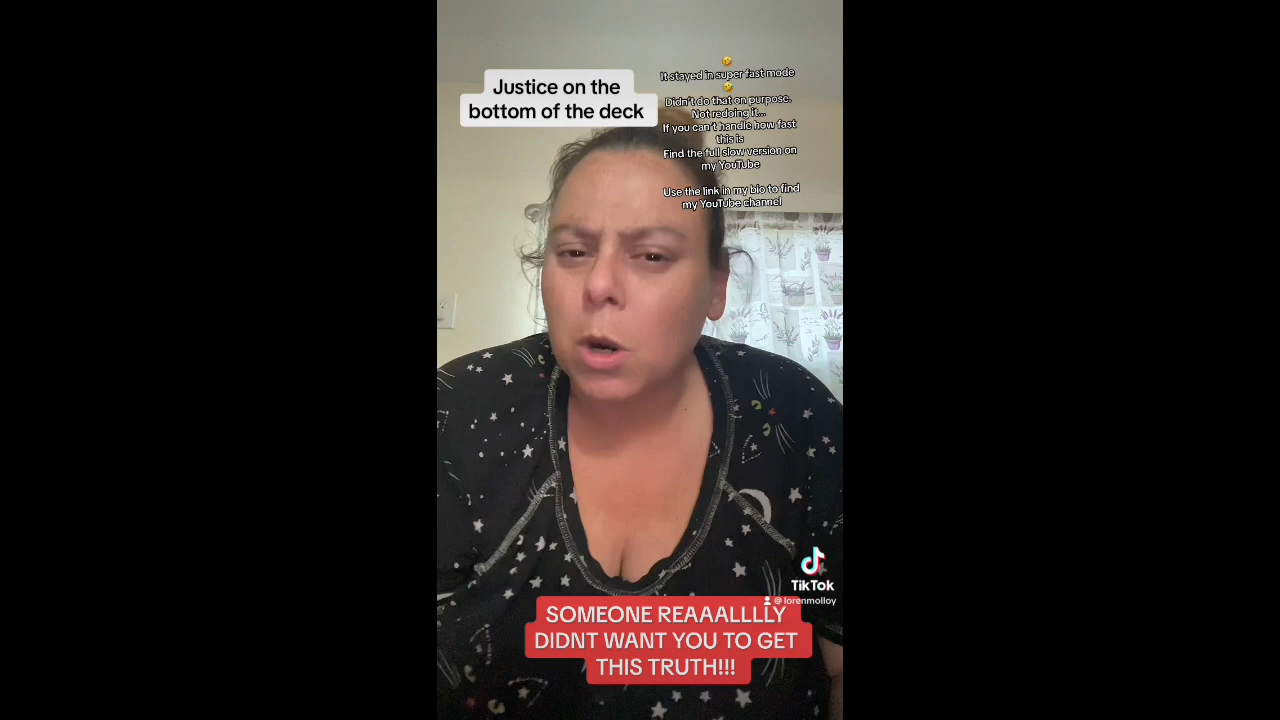 Justice on the
bottom of the deck
🤣
It stayed in super fast mode
🤣
Didn't do that on purpose.
Not redoing it...
If you can't handle how fast
this is
Find the full slow version on
my YouTube
Use the link in my bio to find
my YouTube channel
TikTok
@lorenmolloy
SOMEONE REAAALLLLY
DIDNT WANT YOU TO GET
THIS TRUTH!!!